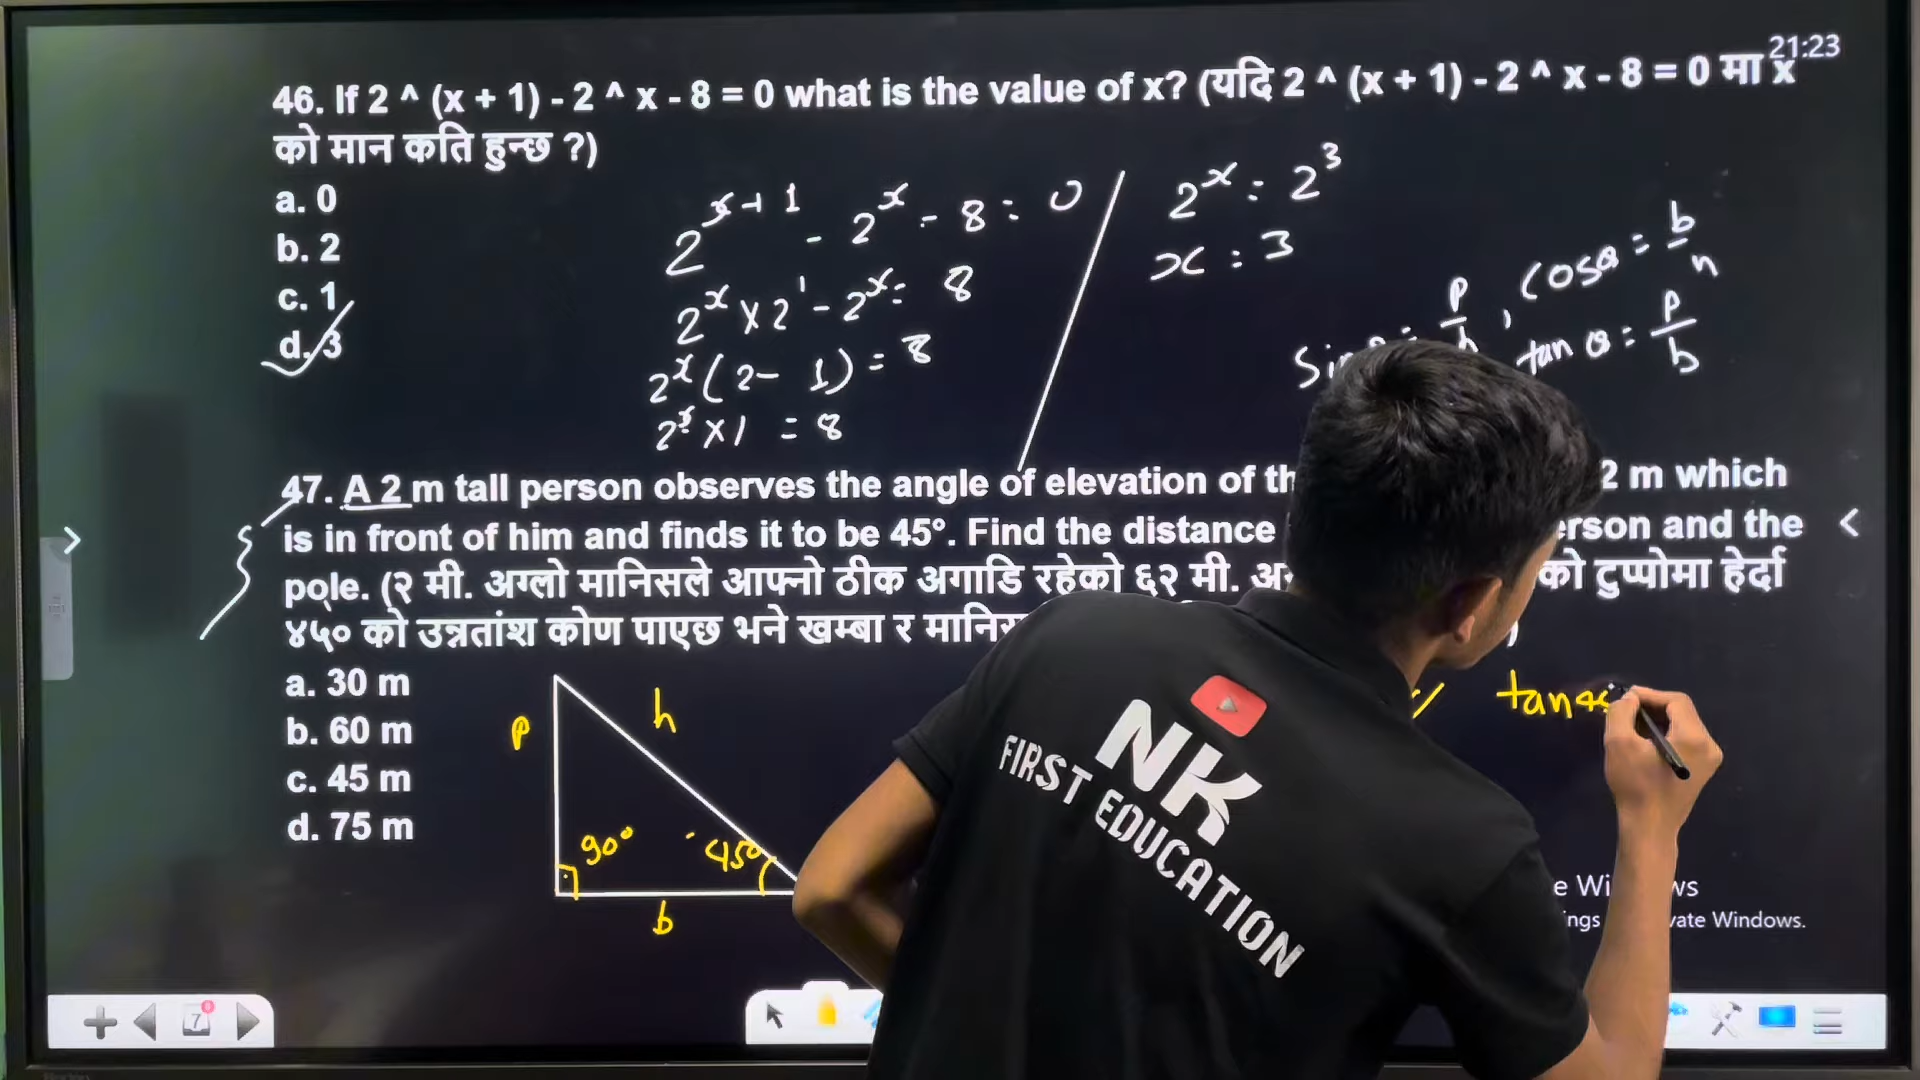 21:23
46. If 2 ^ (x + 1) - 2 ^ x - 8 = 0 what is the value of x? (यदि 2 ^ (x + 1) - 2 ^ x - 8 = 0 मा x
को मान कति हुन्छ ?)
a. 0
b. 2
c. 1
d. 3
2^x+1 - 2^x - 8 = 0
2^x × 2^1 - 2^x = 8
2^x (2 - 1) = 8
2^x × 1 = 8
2^x = 2^3
x = 3
cosθ = b/h
tan θ = p/b
47. A 2 m tall person observes the angle of elevation of 2 m which
is in front of him and finds it to be 45°. Find the distance and the
pole. (२ मी. अग्लो मानिसले आफ्नो ठीक अगाडि रहेको ६२ मी. को टुप्पोमा हेर्दा
४५० को उन्नतांश कोण पाएछ भने खम्बा र
a. 30 m
b. 60 m
c. 45 m
d. 75 m
p
h
90°
45°
b
tan 45
NK
FIRST EDUCATION
Windows.
7